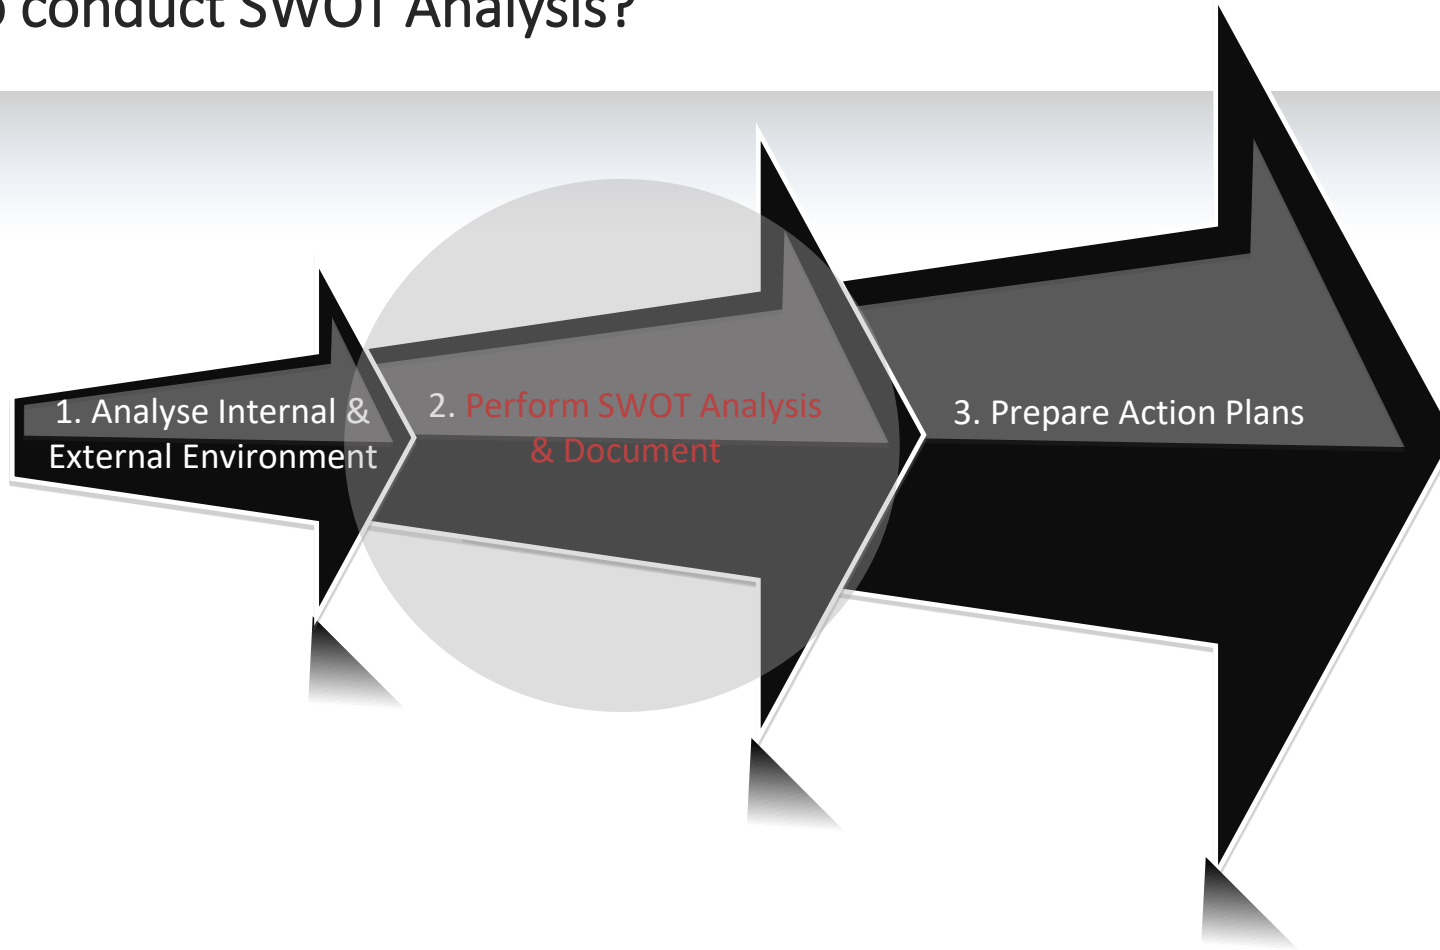 conduct SWOT Analysis?
1. Analyse Internal &
External Environment
2. Perform SWOT Analysis
& Document
3. Prepare Action Plans